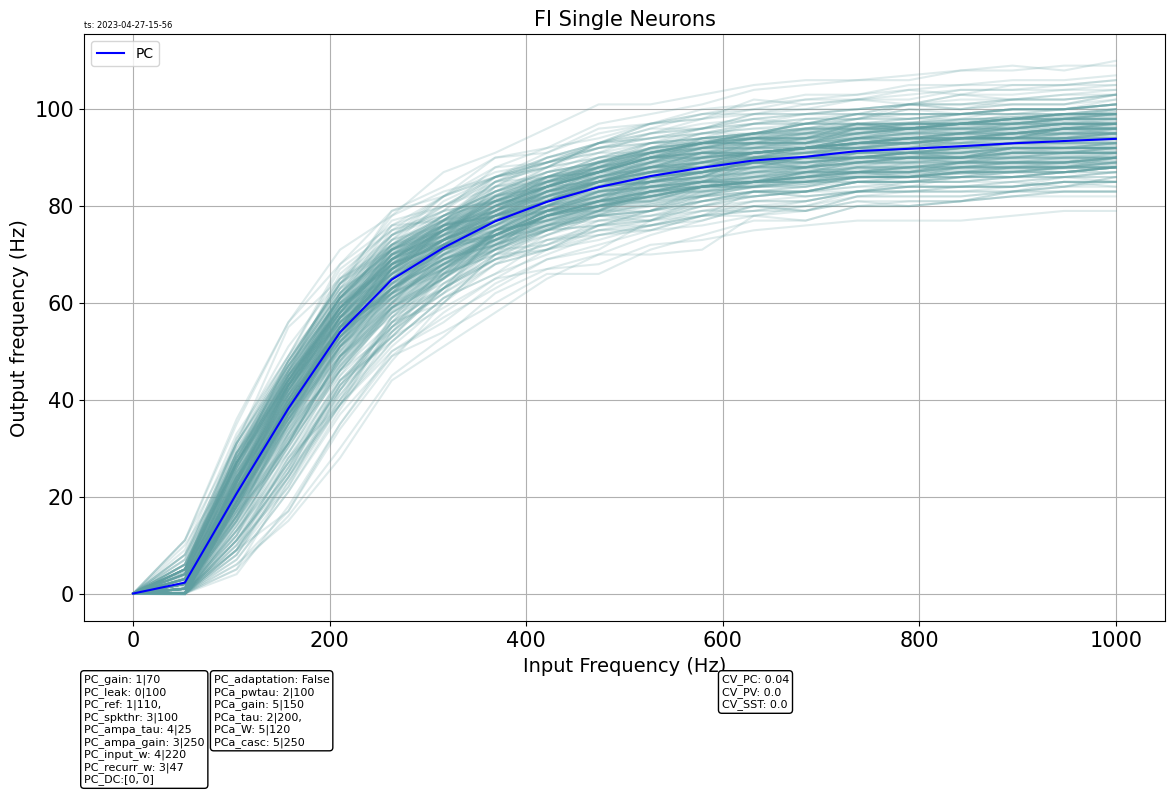 FI Single Neurons
ts: 2023-04-27-15-56
PC
Output frequency (Hz)
100
80
60
40
20
0
0 200 400 600 800 1000
Input Frequency (Hz)
PC_gain: 1|70
PC_leak: 0|100
PC_ref: 1|110,
PC_spkthr: 3|100
PC_ampa_tau: 4|25
PC_ampa_gain: 3|250
PC_input_w: 4|220
PC_recurr_w: 3|47
PC_DC:[0, 0]
PC_adaptation: False
PCa_pwtau: 2|100
PCa_gain: 5|150
PCa_tau: 2|200,
PCa_W: 5|120
PCa_casc: 5|250
CV_PC: 0.04
CV_PV: 0.0
CV_SST: 0.0